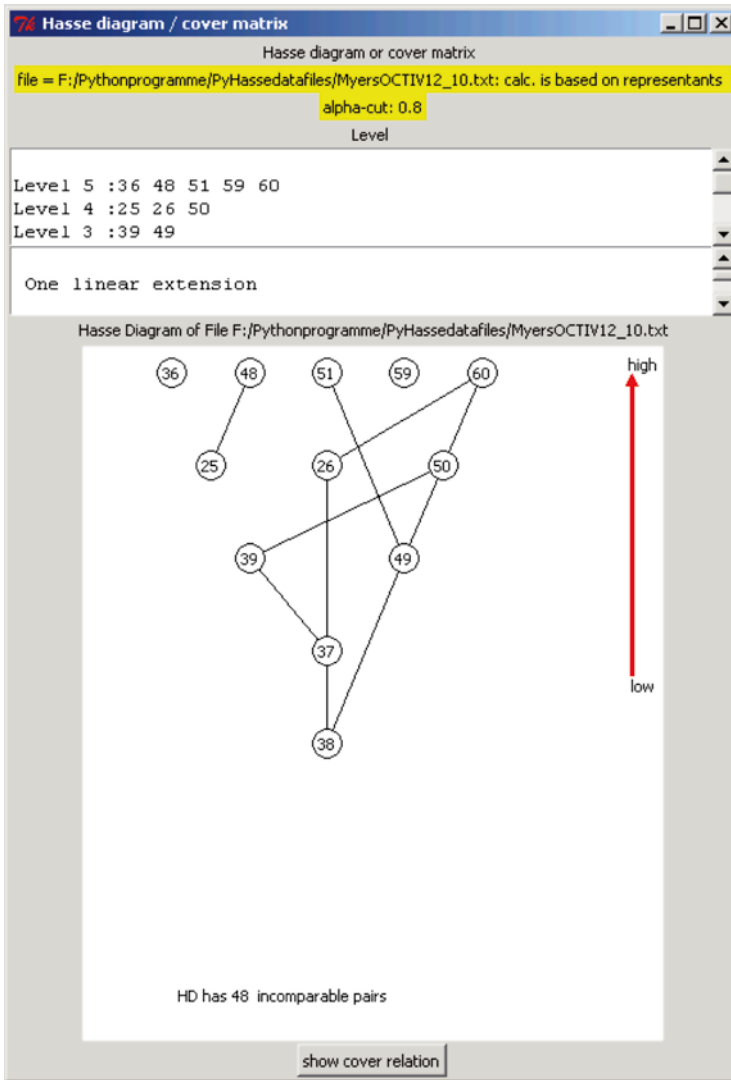 Hasse diagram / cover matrix
Hasse diagram or cover matrix
file = F:/Pythonprogramme/PyHassedatafiles/MyersOCTIV12_10.txt: calc. is based on representants
alpha-cut: 0.8
Level
Level 5 :36 48 51 59 60
Level 4 :25 26 50
Level 3 :39 49
One linear extension
Hasse Diagram of File F:/Pythonprogramme/PyHassedatafiles/MyersOCTIV12_10.txt
36 48 51 59 60 high
25 26 50
39 49
37
low
38
HD has 48 incomparable pairs
show cover relation